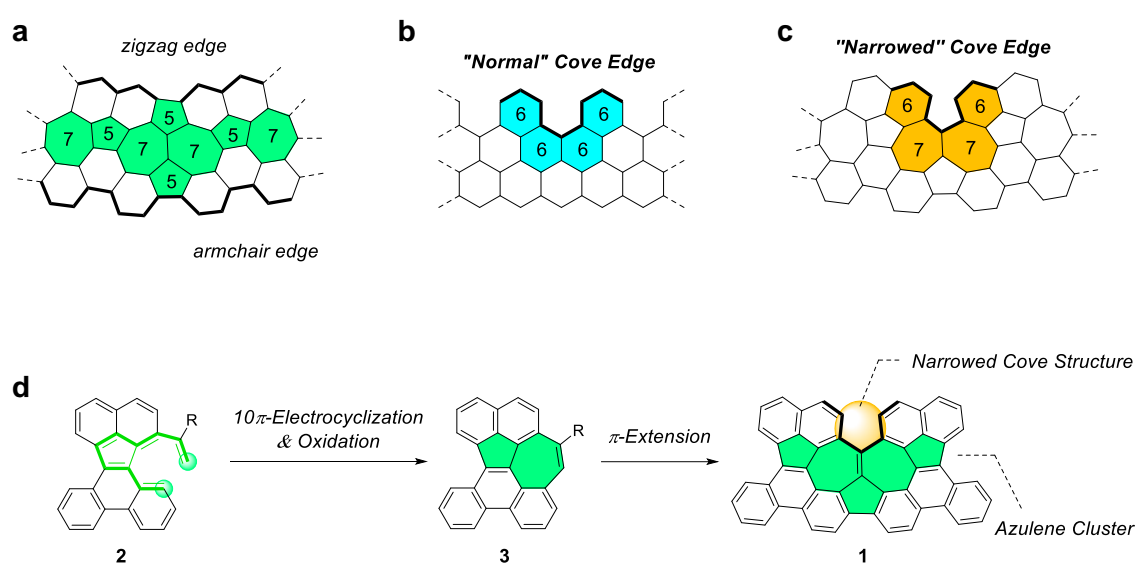 a
zigzag edge
5
7 5 5 7
7 7
5
armchair edge
b
"Normal" Cove Edge
6 6
6 6
c
"Narrowed" Cove Edge
6 6
7 7
d
R
2
10π-Electrocyclization
& Oxidation
R
3
π-Extension
Narrowed Cove Structure
Azulene Cluster
1